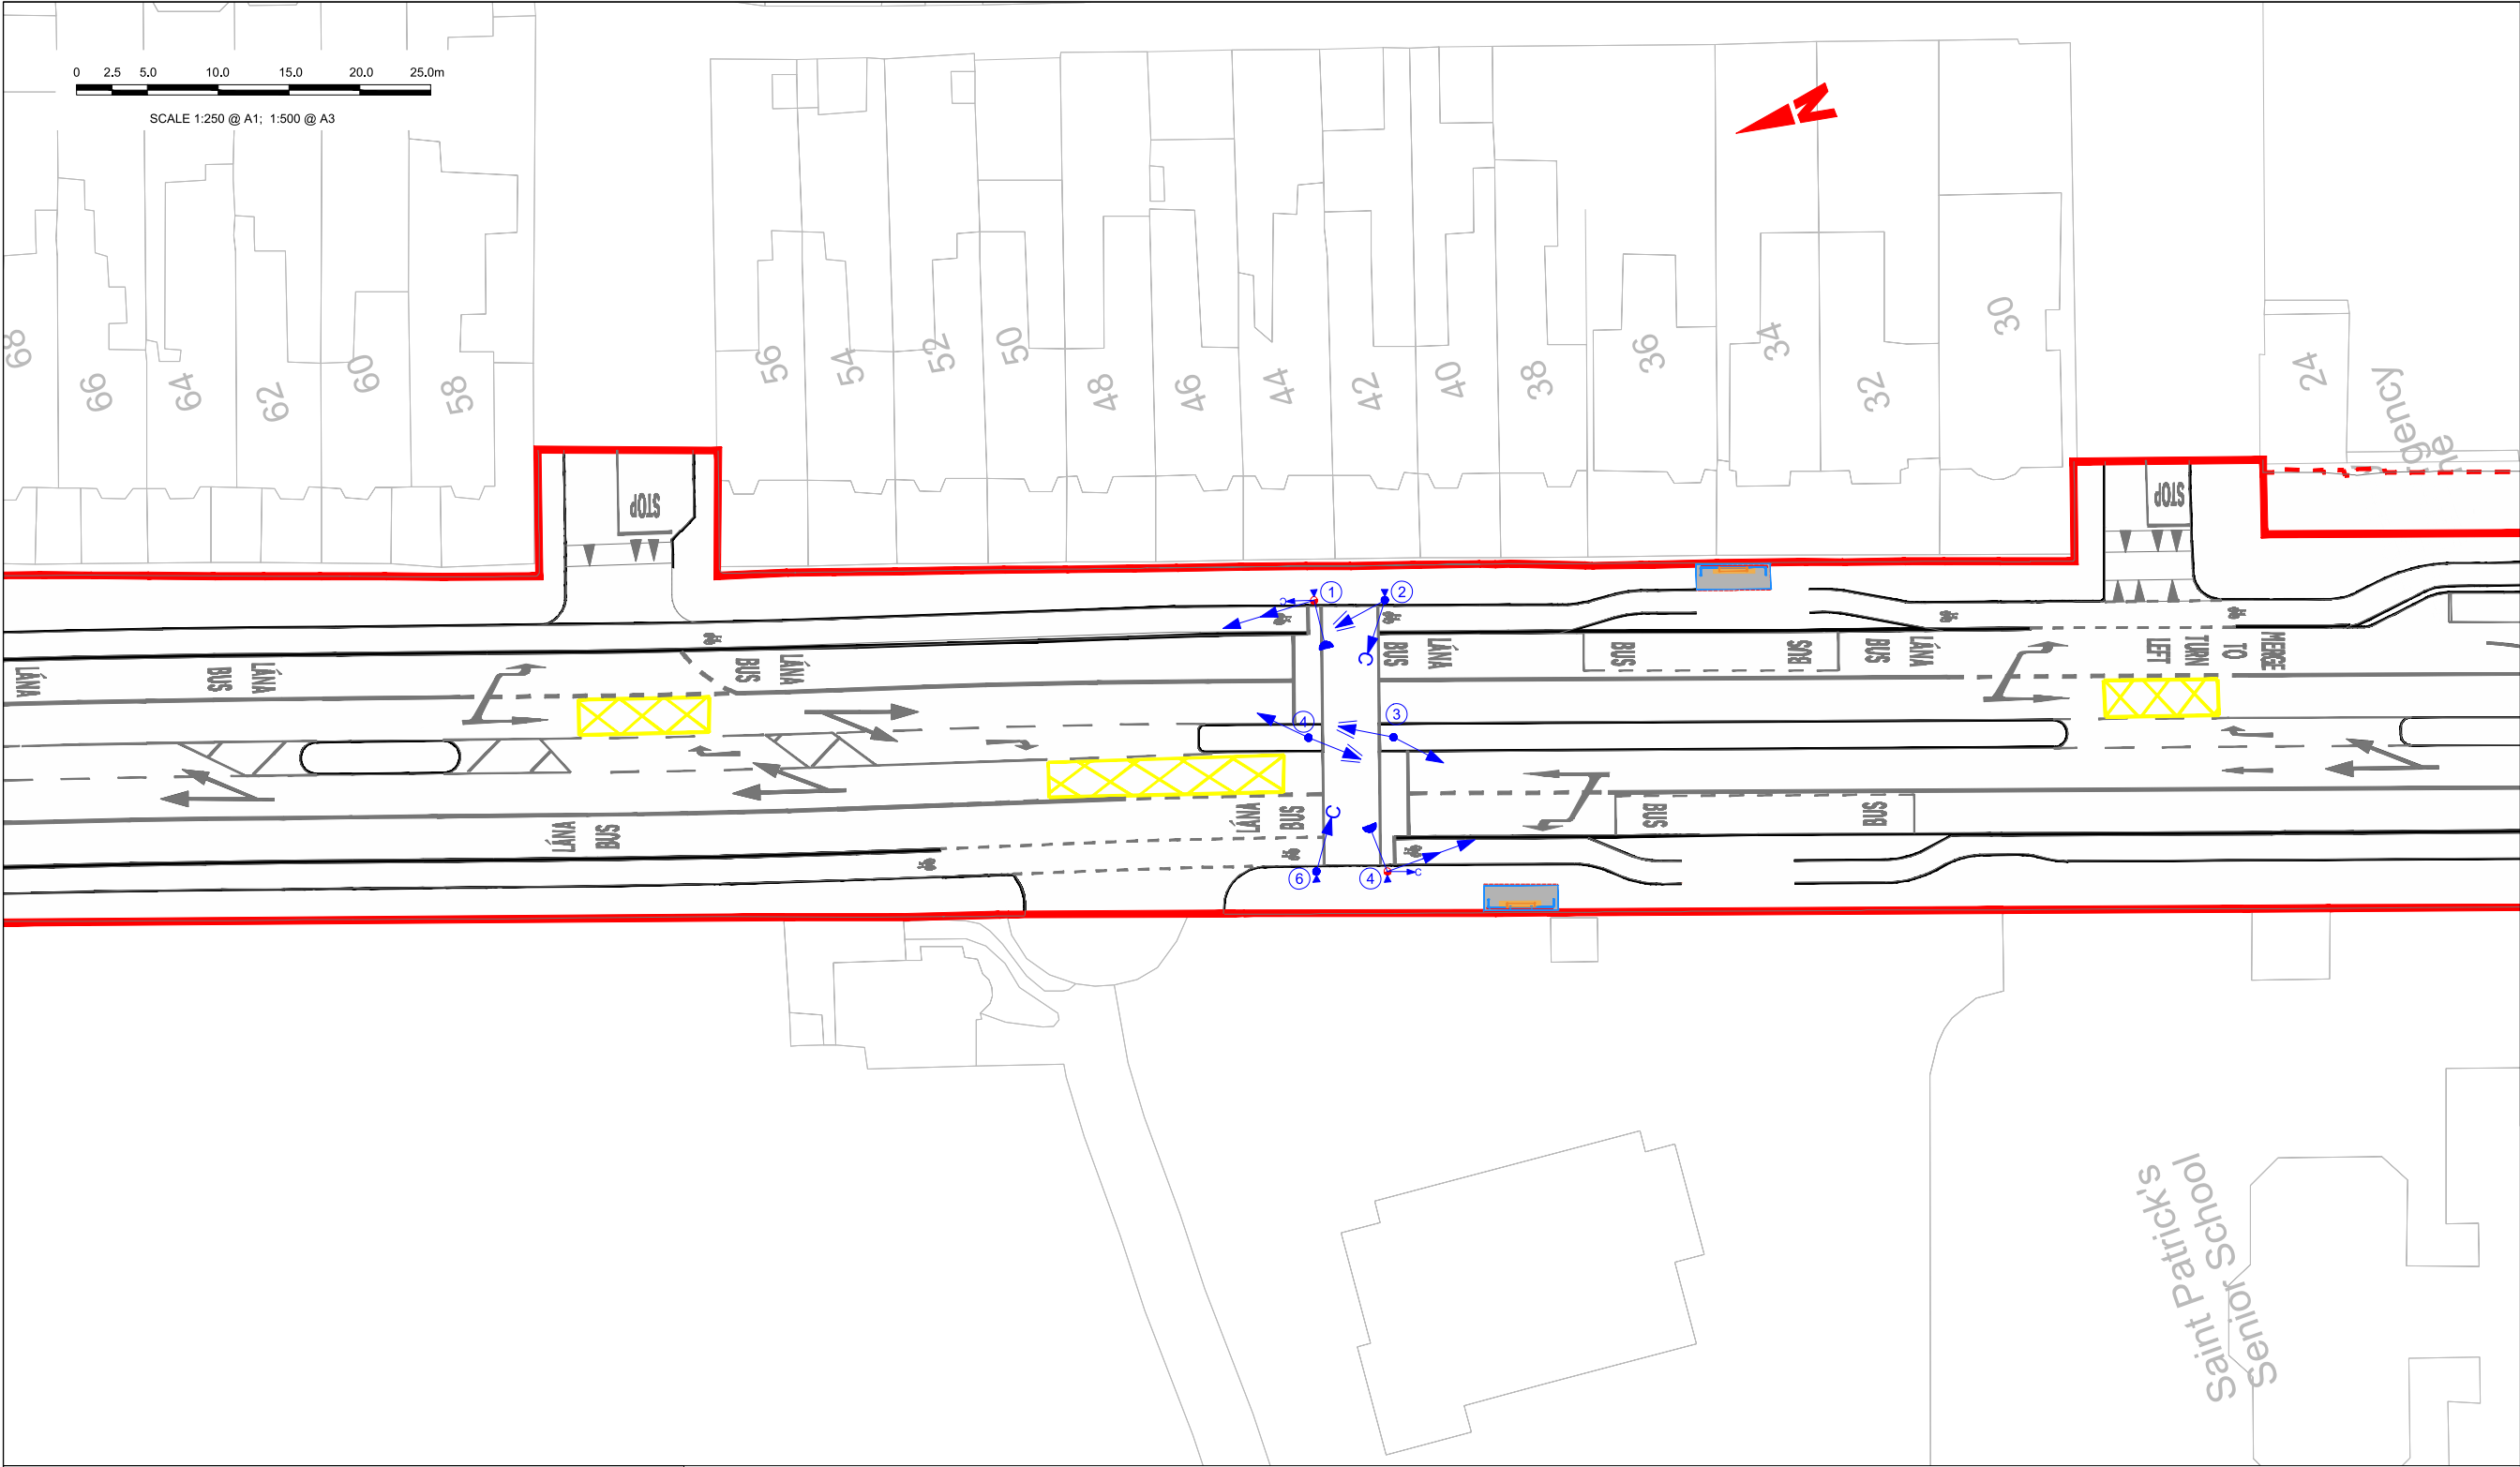 0 2.5 5.0 10.0 15.0 20.0 25.0m
SCALE 1:250 @ A1; 1:500 @ A3
N
68
66
64
62
60
58
56
54
52
50
48
46
44
42
40
38
36
34
32
30
24
STOP
STOP
1
2
LÁNA
BUS
LÁNA
BUS
LÁNA
BUS
LÁNA
BUS
BUS
BUS
LÁNA
LEFT
TURN
TO
MERGE
4
3
LÁNA
BUS
LÁNA
BUS
BUS
BUS
6
4
Saint Patrick's
Senior School